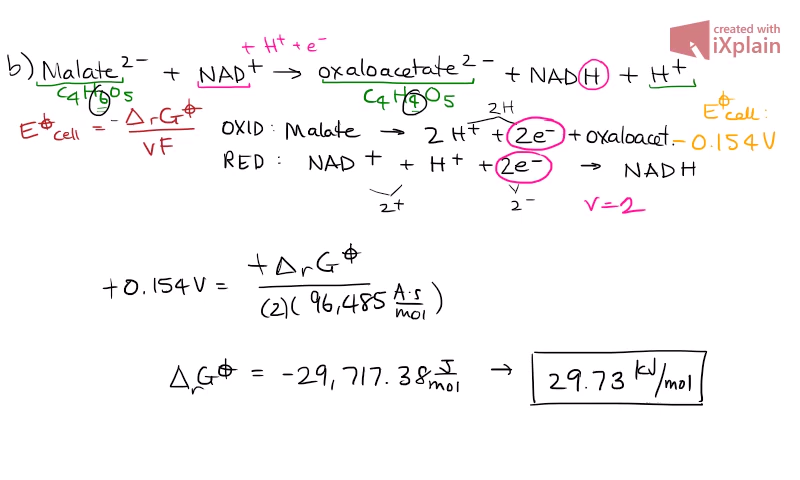 created with
iXplain
+ H⁺ + e⁻
b) Malate²⁻ + NAD⁺ → oxaloacetate²⁻ + NADH + H⁺
C₄H₆O₅ C₄H₄O₅
E⦵cell = -ΔrG⦵ / νF
2H
E⦵cell:
-0.154V
OXID: Malate → 2H⁺ + 2e⁻ + oxaloacet.
RED: NAD⁺ + H⁺ + 2e⁻ → NADH
2+ 2⁻ ν=2
+0.154V = +ΔrG⦵ / (2)(96,485 A·s/mol)
ΔrG⦵ = -29,717.38 J/mol → 29.73 kJ/mol